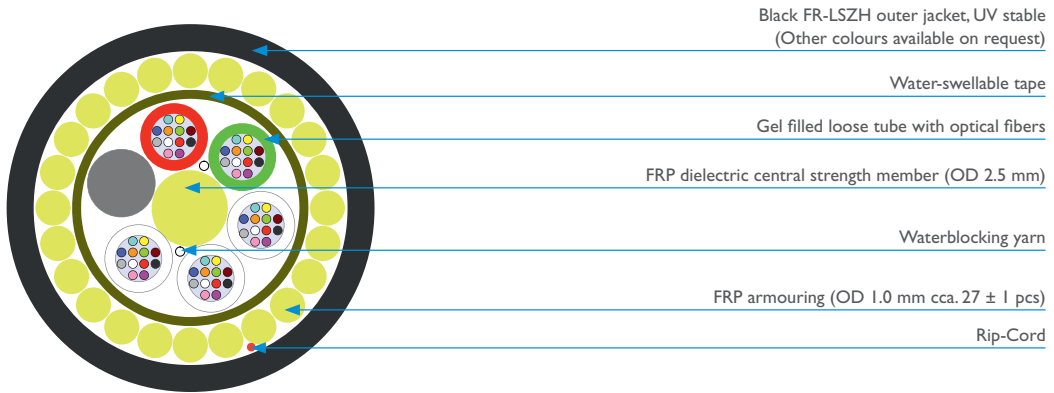 Black FR-LSZH outer jacket, UV stable
(Other colours available on request)
Water-swellable tape
Gel filled loose tube with optical fibers
FRP dielectric central strength member (OD 2.5 mm)
Waterblocking yarn
FRP armouring (OD 1.0 mm cca. 27 ± 1 pcs)
Rip-Cord